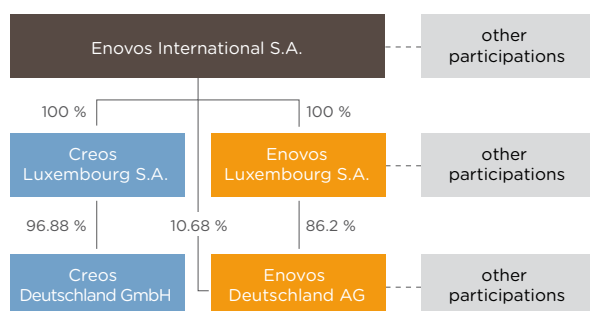 Enovos International S.A.
other
participations
100 %
100 %
Creos
Luxembourg S.A.
Enovos
Luxembourg S.A.
other
participations
96.88 %
10.68 %
86.2 %
Creos
Deutschland GmbH
Enovos
Deutschland AG
other
participations